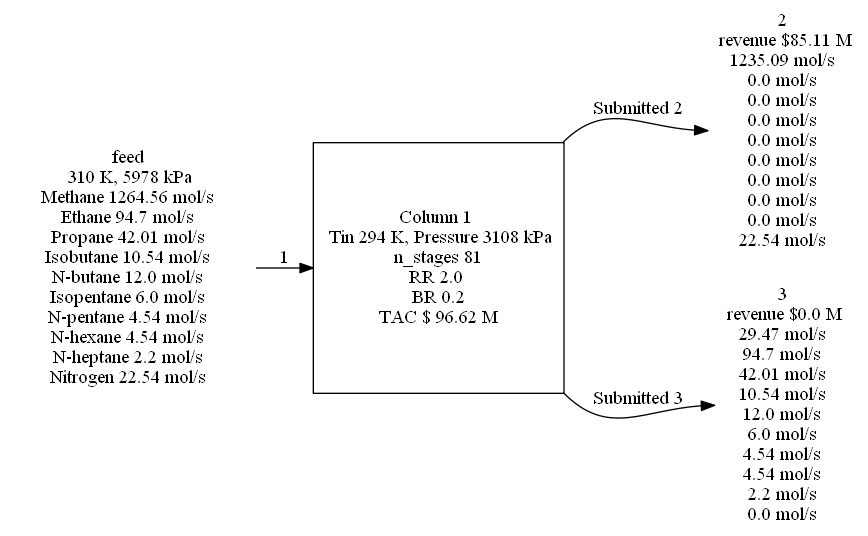 feed
310 K, 5978 kPa
Methane 1264.56 mol/s
Ethane 94.7 mol/s
Propane 42.01 mol/s
Isobutane 10.54 mol/s
N-butane 12.0 mol/s
Isopentane 6.0 mol/s
N-pentane 4.54 mol/s
N-hexane 4.54 mol/s
N-heptane 2.2 mol/s
Nitrogen 22.54 mol/s
1
Column 1
Tin 294 K, Pressure 3108 kPa
n_stages 81
RR 2.0
BR 0.2
TAC $ 96.62 M
Submitted 2
2
revenue $85.11 M
1235.09 mol/s
0.0 mol/s
0.0 mol/s
0.0 mol/s
0.0 mol/s
0.0 mol/s
0.0 mol/s
0.0 mol/s
0.0 mol/s
22.54 mol/s
Submitted 3
3
revenue $0.0 M
29.47 mol/s
94.7 mol/s
42.01 mol/s
10.54 mol/s
12.0 mol/s
6.0 mol/s
4.54 mol/s
4.54 mol/s
2.2 mol/s
0.0 mol/s